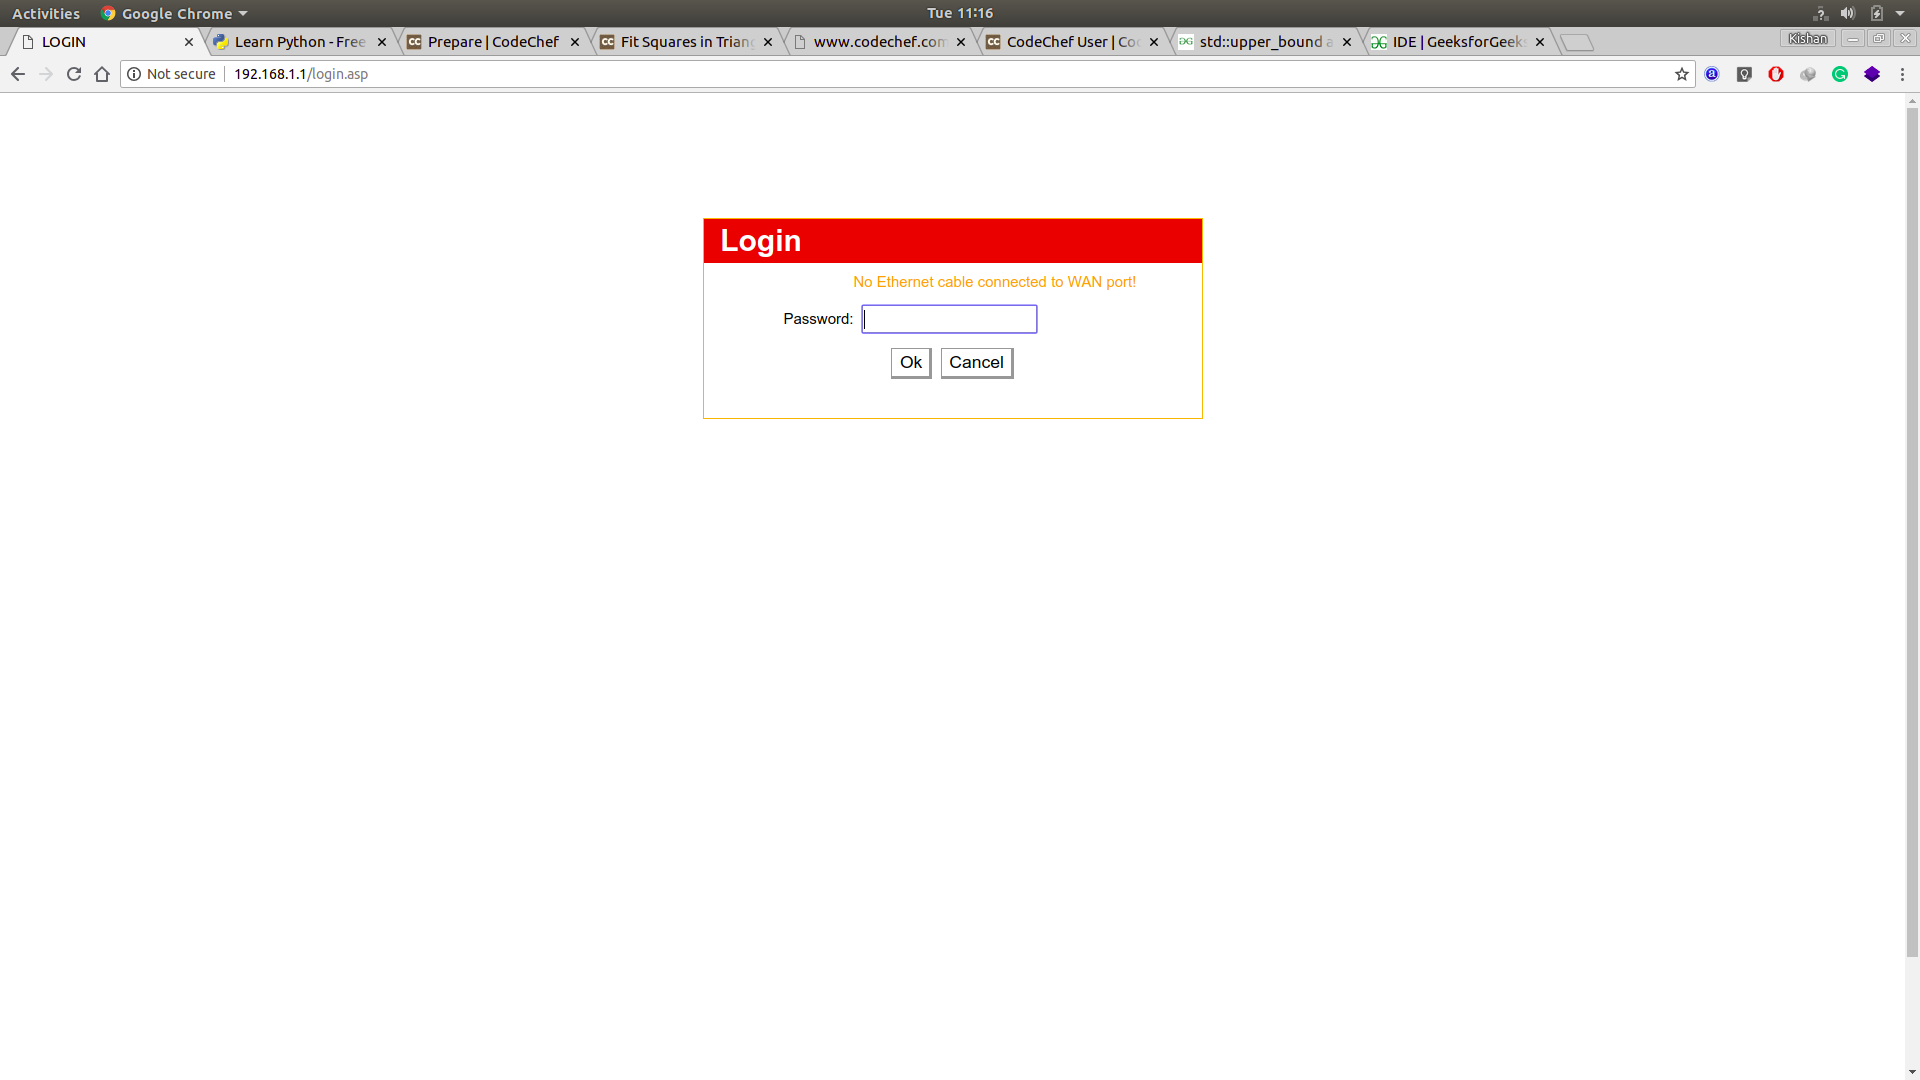 Activities Google Chrome Tue 11:16
LOGIN Learn Python - Free Prepare | CodeChef Fit Squares in Triang www.codechef.com CodeChef User | Co std::upper_bound a IDE | GeeksforGeeks Kishan
Not secure 192.168.1.1/login.asp
Login
No Ethernet cable connected to WAN port!
Password:
Ok Cancel